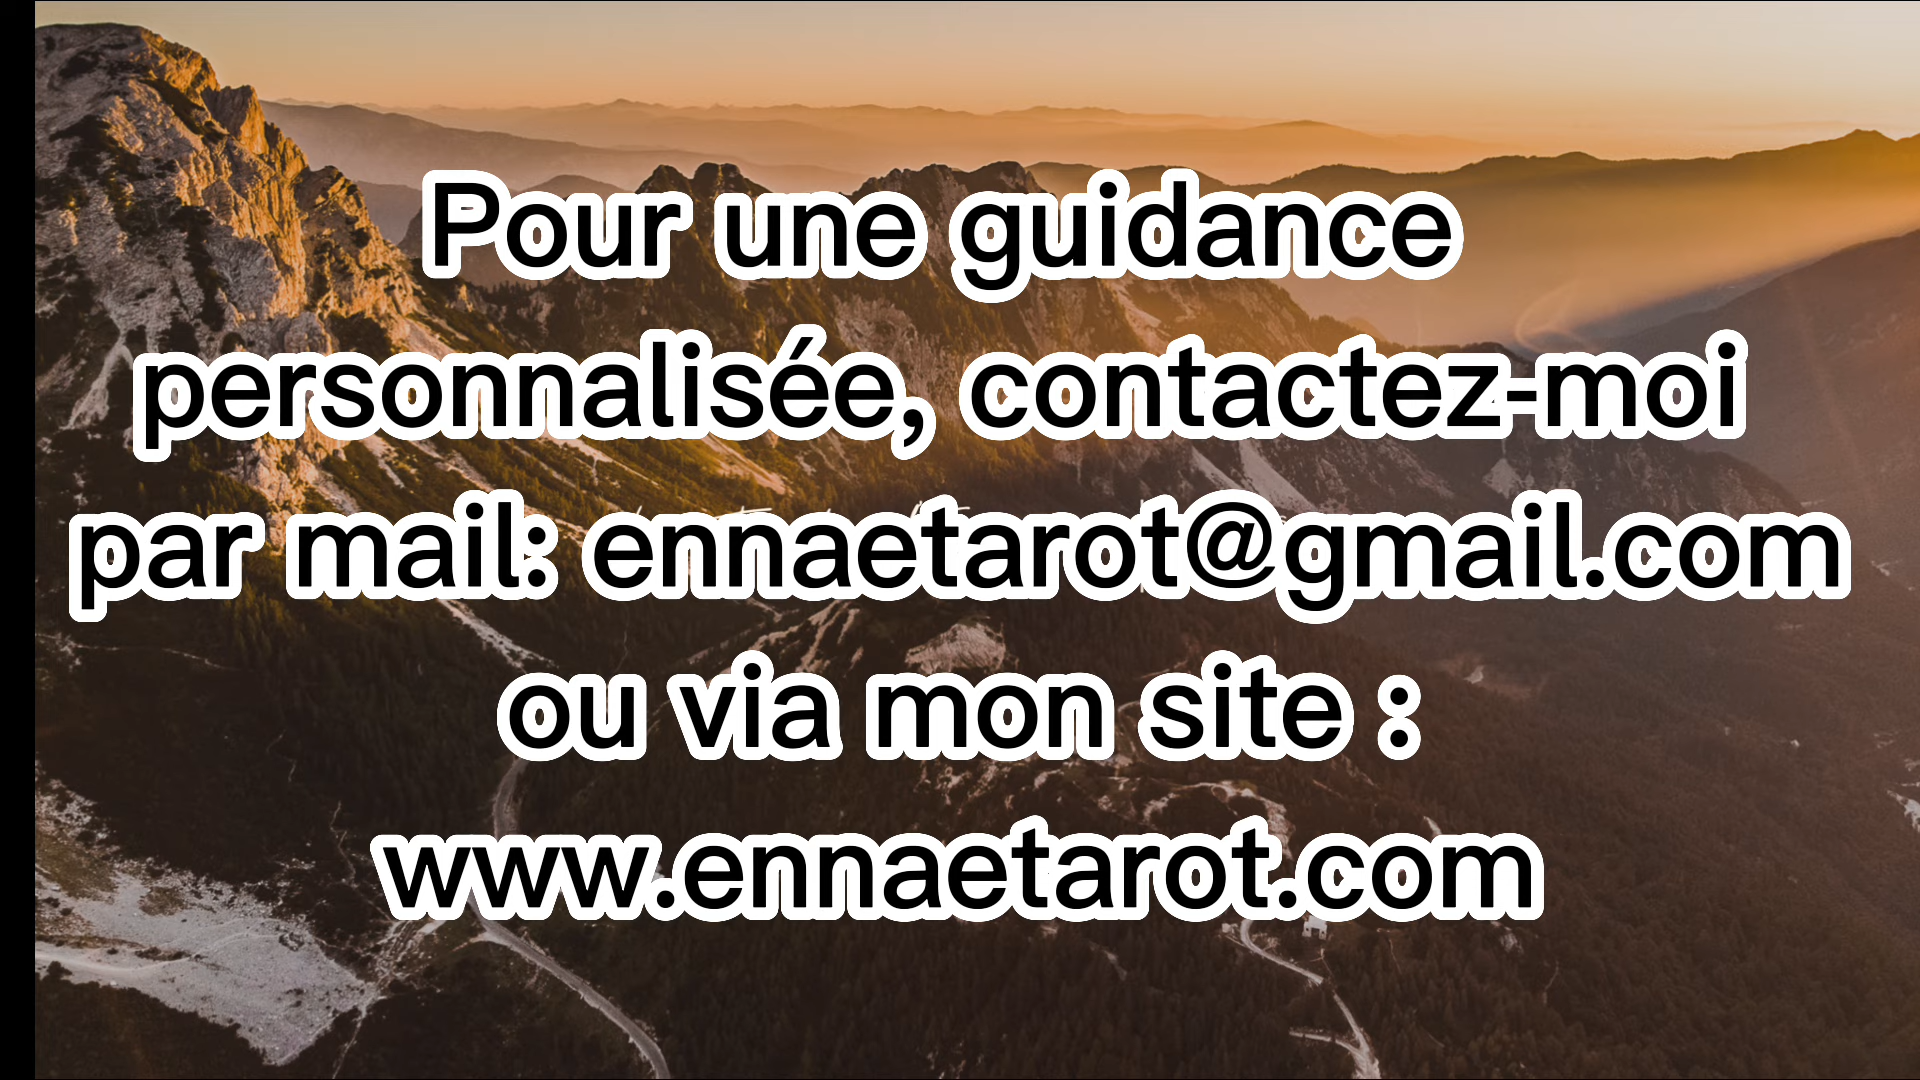 Pour une guidance
personnalisée, contactez-moi
par mail: ennaetarot@gmail.com
ou via mon site :
www.ennaetarot.com